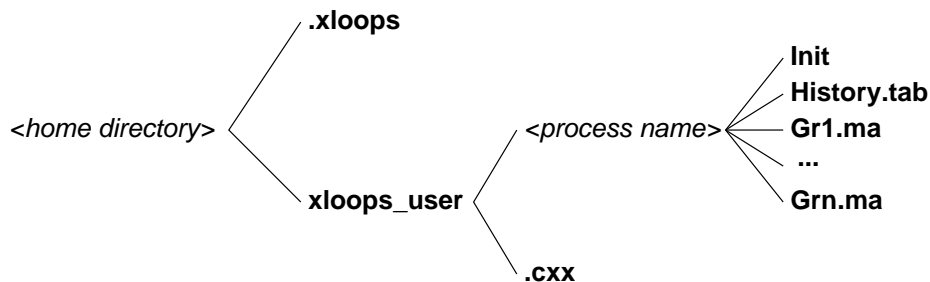 .xloops
Init
History.tab
<home directory>
<process name>
Gr1.ma
...
xloops_user
Grn.ma
.cxx